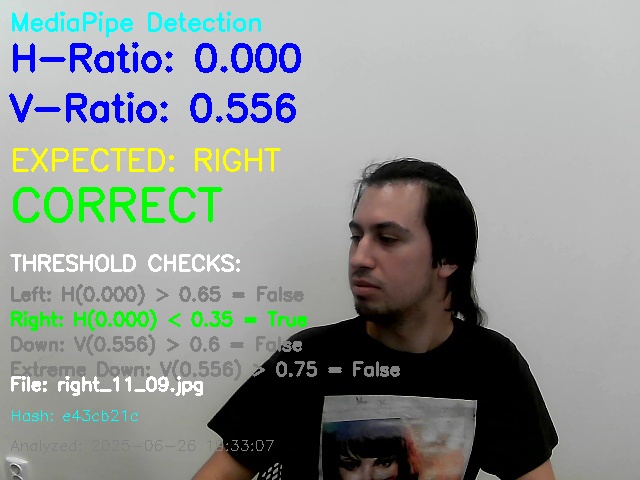 MediaPipe Detection
H-Ratio: 0.000
V-Ratio: 0.556
EXPECTED: RIGHT
CORRECT
THRESHOLD CHECKS:
Left: H(0.000) > 0.65 = False
Right: H(0.000) < 0.35 = True
Down: V(0.556) > 0.6 = False
Extreme Down: V(0.556) > 0.75 = False
File: right_11_09.jpg
Hash: e43cb21c
Analyzed: 2025-06-26